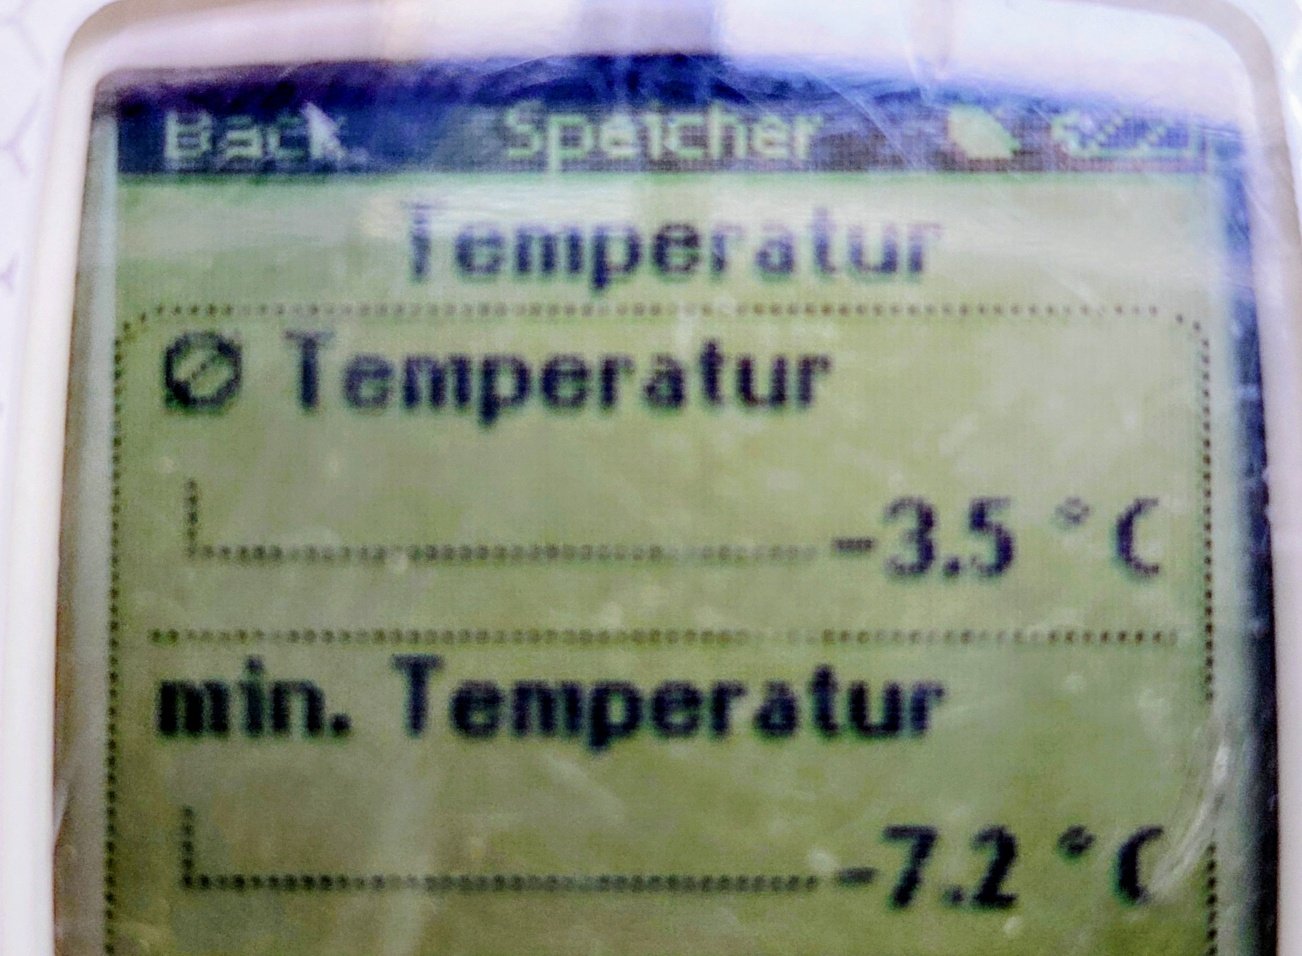 Back Speicher
Temperatur
Ø Temperatur
-3.5 °C
min. Temperatur
-7.2 °C